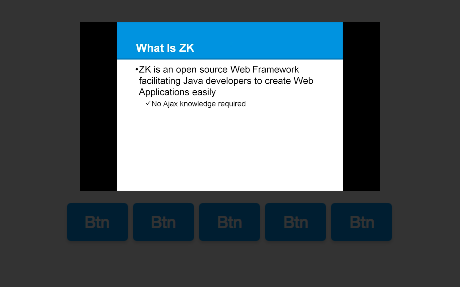 What is ZK
•ZK is an open source Web Framework
facilitating Java developers to create Web
Applications easily
✓No Ajax knowledge required
Btn Btn Btn Btn Btn